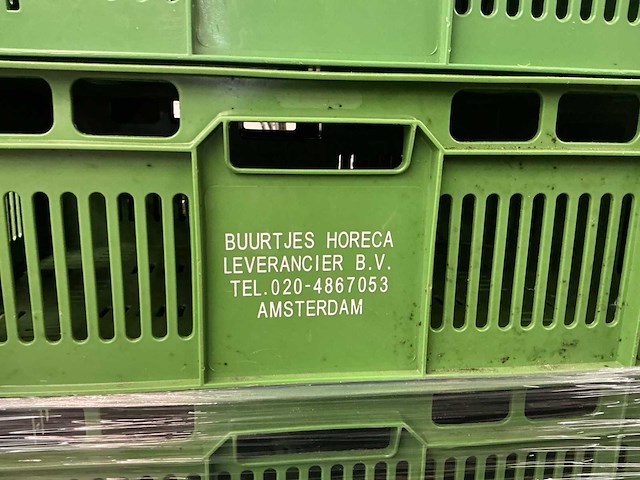 BUURTJES HORECA
LEVERANCIER B.V.
TEL.020-4867053
AMSTERDAM